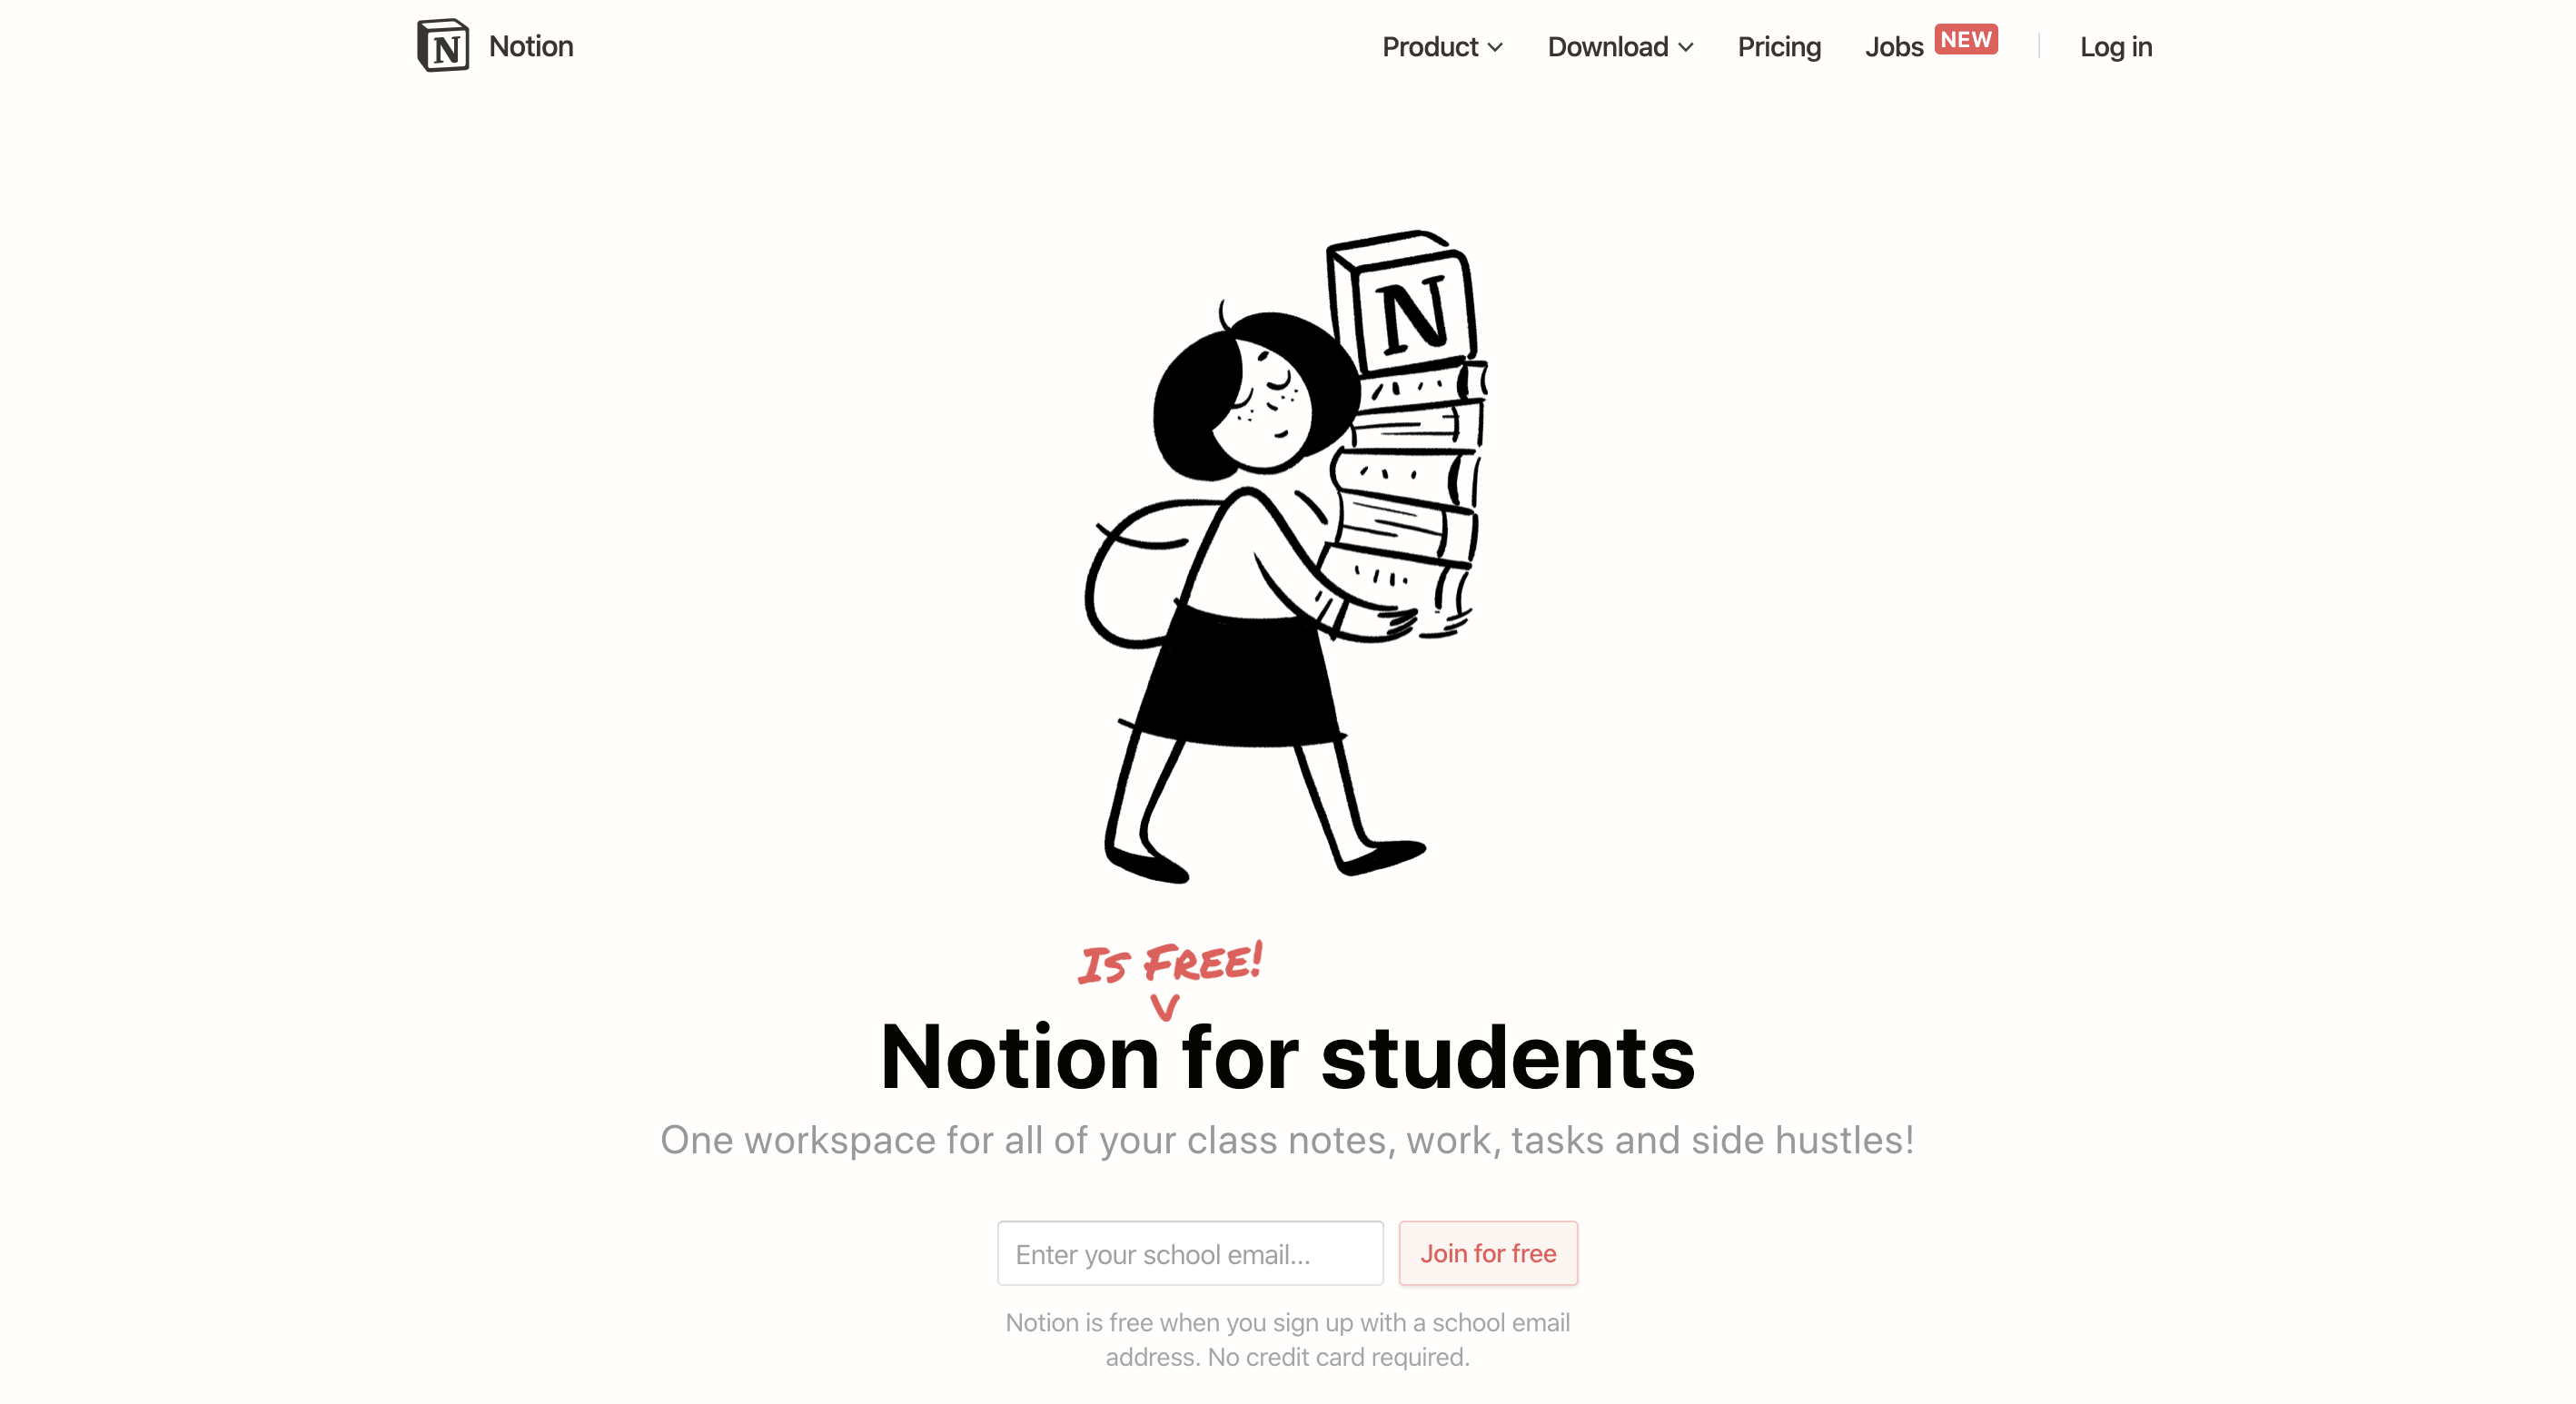 N Notion
Product Download Pricing Jobs NEW Log in
N
Is Free!
Notion for students
One workspace for all of your class notes, work, tasks and side hustles!
Enter your school email...
Join for free
Notion is free when you sign up with a school email
address. No credit card required.